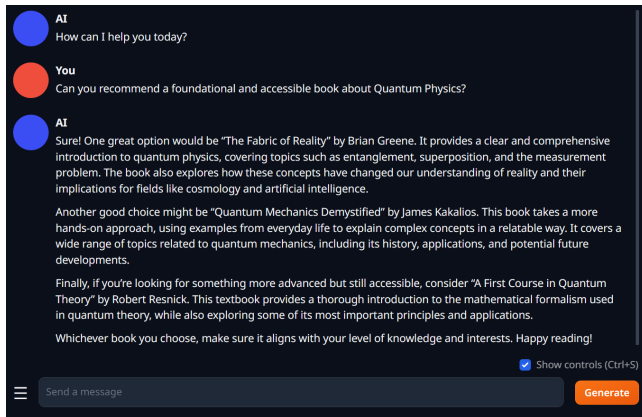 AI
How can I help you today?
You
Can you recommend a foundational and accessible book about Quantum Physics?
AI
Sure! One great option would be “The Fabric of Reality” by Brian Greene. It provides a clear and comprehensive
introduction to quantum physics, covering topics such as entanglement, superposition, and the measurement
problem. The book also explores how these concepts have changed our understanding of reality and their
implications for fields like cosmology and artificial intelligence.
Another good choice might be “Quantum Mechanics Demystified” by James Kakalios. This book takes a more
hands-on approach, using examples from everyday life to explain complex concepts in a relatable way. It covers a
wide range of topics related to quantum mechanics, including its history, applications, and potential future
developments.
Finally, if you’re looking for something more advanced but still accessible, consider “A First Course in Quantum
Theory” by Robert Resnick. This textbook provides a thorough introduction to the mathematical formalism used
in quantum theory, while also exploring some of its most important principles and applications.
Whichever book you choose, make sure it aligns with your level of knowledge and interests. Happy reading!
Show controls (Ctrl+S)
Send a message
Generate